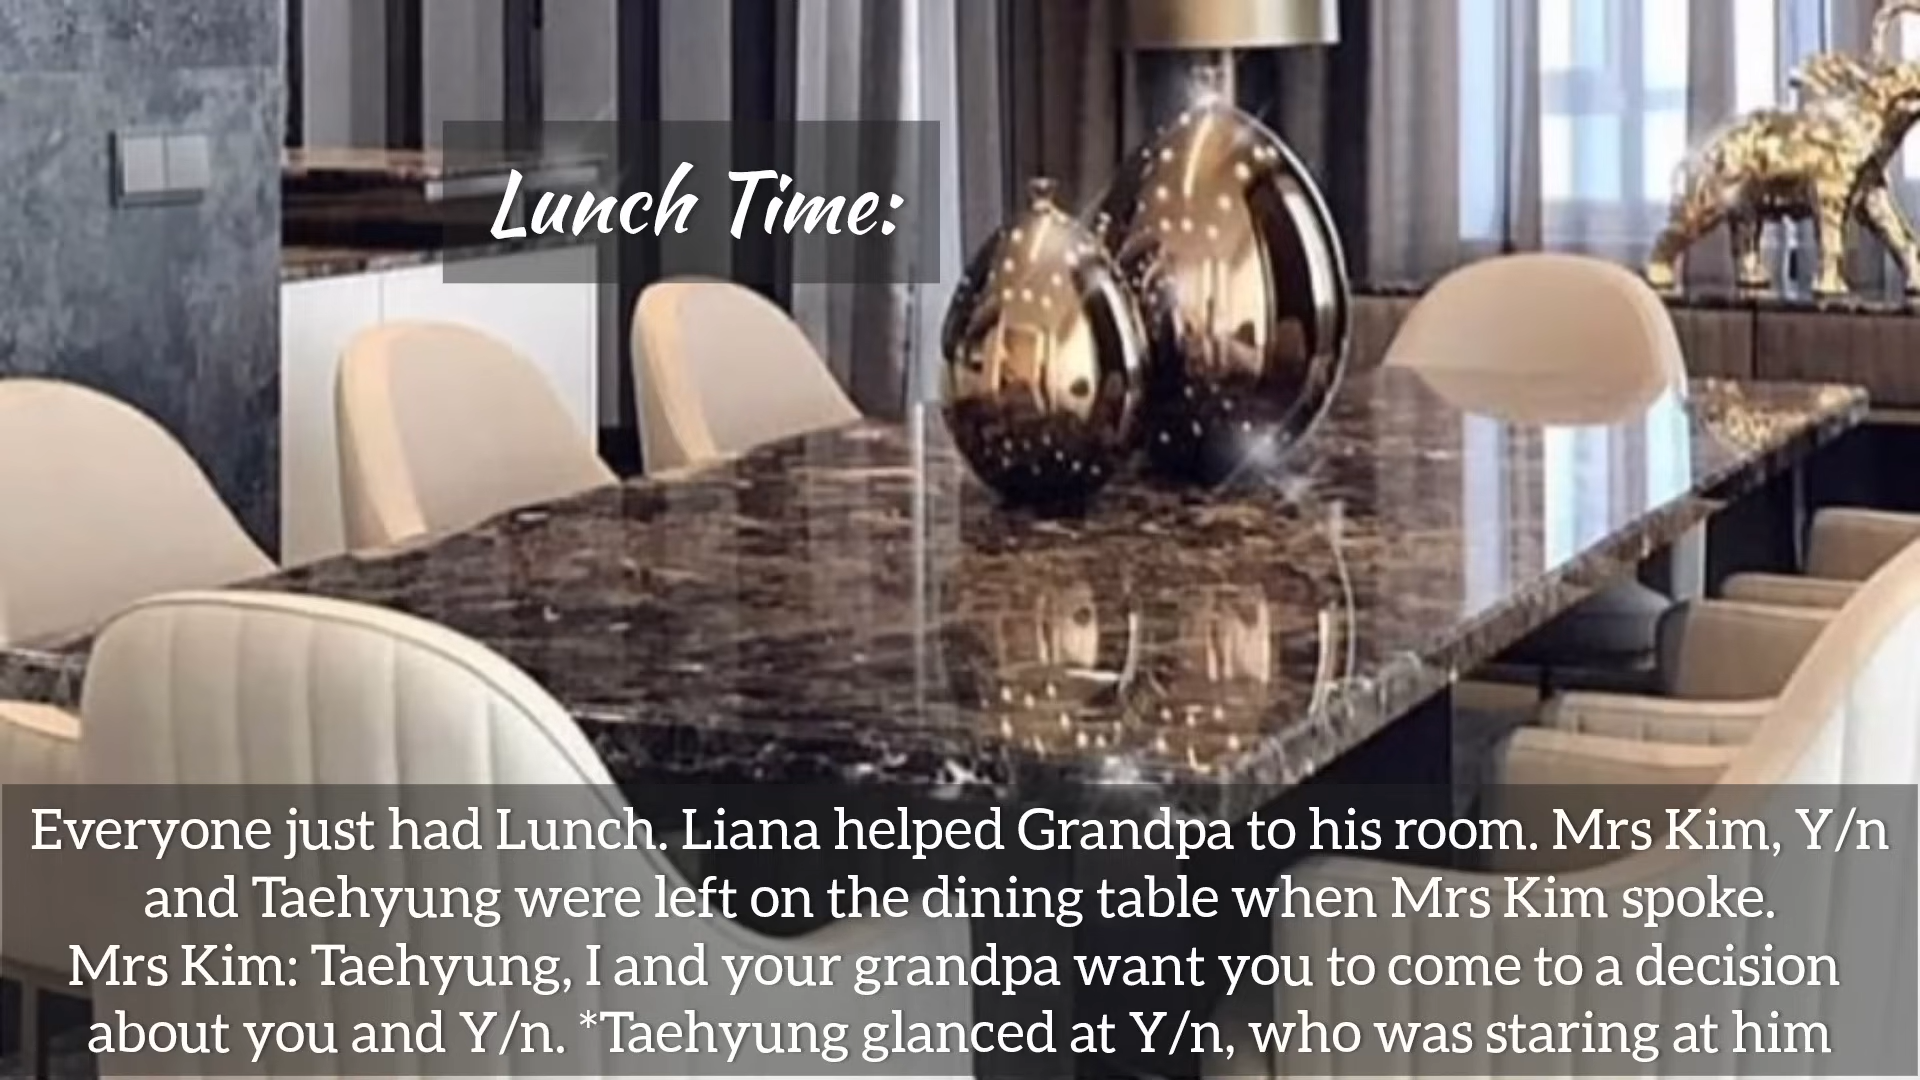 Lunch Time:
Everyone just had Lunch. Liana helped Grandpa to his room. Mrs Kim, Y/n
and Taehyung were left on the dining table when Mrs Kim spoke.
Mrs Kim: Taehyung, I and your grandpa want you to come to a decision
about you and Y/n. *Taehyung glanced at Y/n, who was staring at him